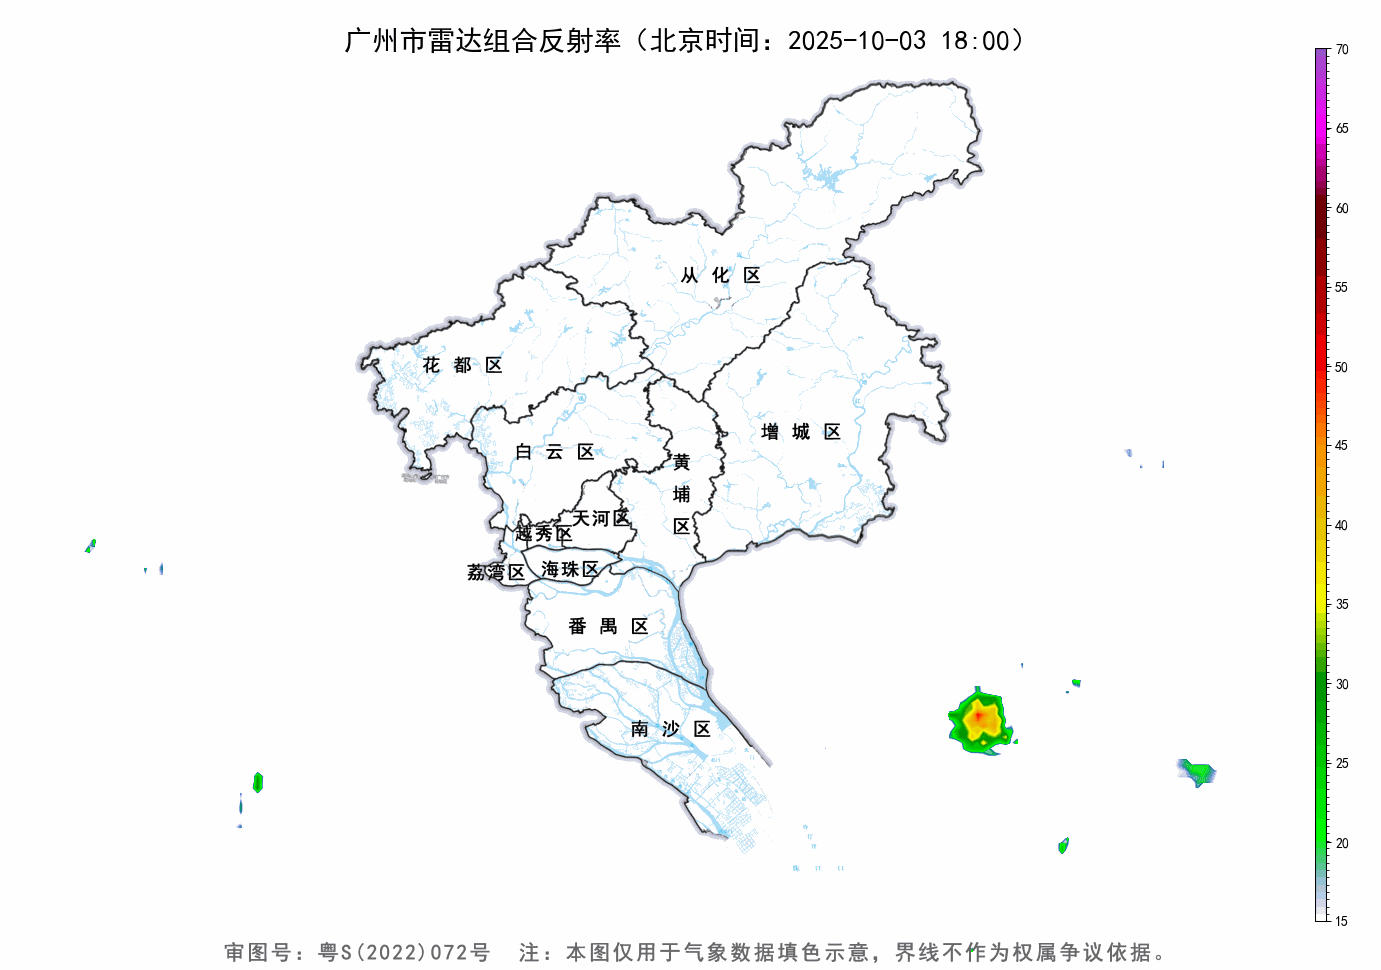 广州市雷达组合反射率（北京时间：2025-10-03 18:00）
70
65
60
55
50
45
40
35
30
25
20
15
从化区
花都区
增城区
白云区
黄埔区
天河区
越秀区
海珠区
荔湾区
番禺区
南沙区
审图号：粤S(2022)072号 注：本图仅用于气象数据填色示意，界线不作为权属争议依据。